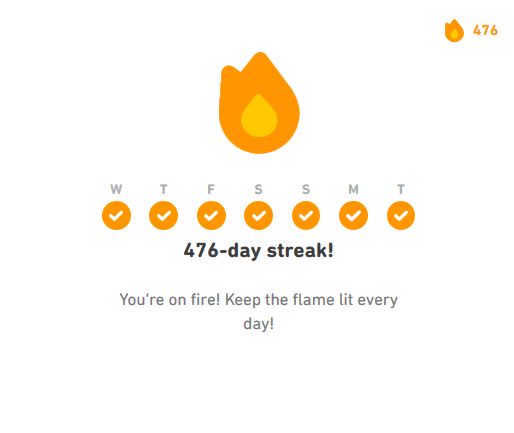 476
W T F S S M T
476-day streak!
You're on fire! Keep the flame lit every
day!